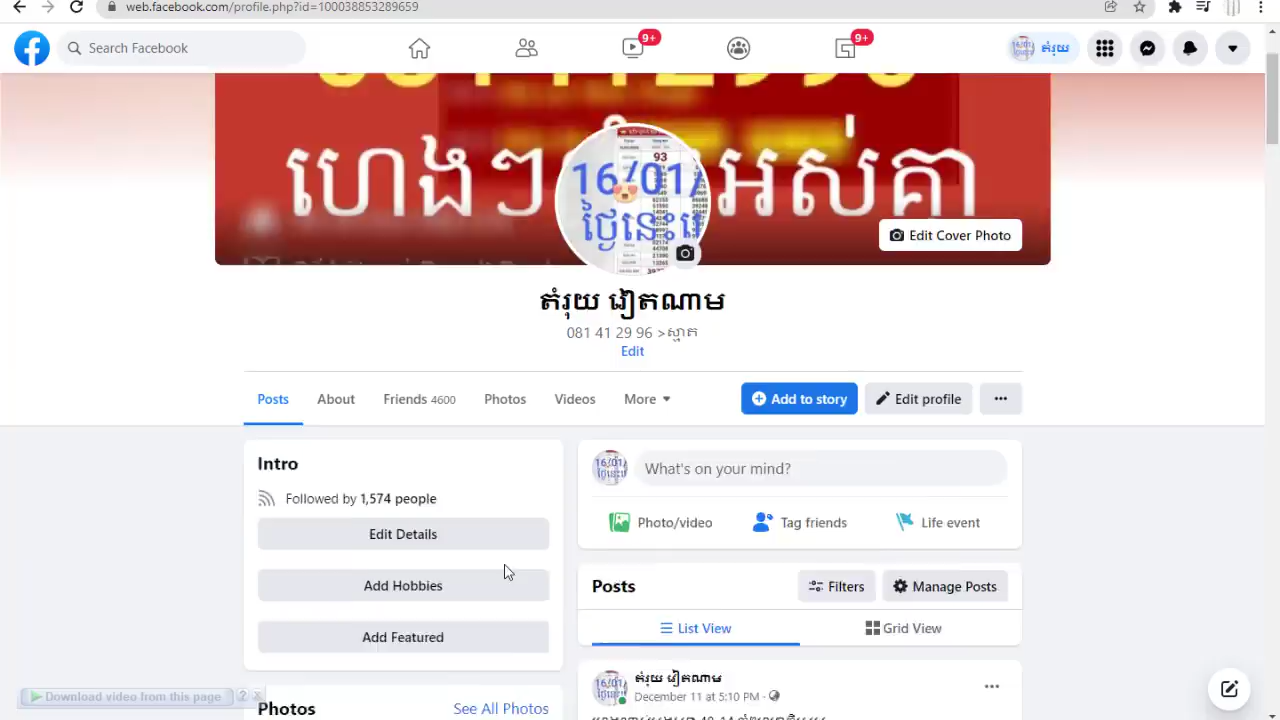 web.facebook.com/profile.php?id=100038853289659
Search Facebook
9+
9+
តំរុយ
ហេងៗ
អស់គ្នា
93
16/01/
ថ្ងៃនេះ
Edit Cover Photo
តំរុយ វៀតណាម
081 41 29 96 >ស្មាត
Edit
Posts
About
Friends 4600
Photos
Videos
More
Add to story
Edit profile
Intro
Followed by 1,574 people
Edit Details
Add Hobbies
Add Featured
Photos
See All Photos
What's on your mind?
Photo/video
Tag friends
Life event
Posts
Filters
Manage Posts
List View
Grid View
តំរុយ វៀតណាម
December 11 at 5:10 PM ·
Download video from this page
?